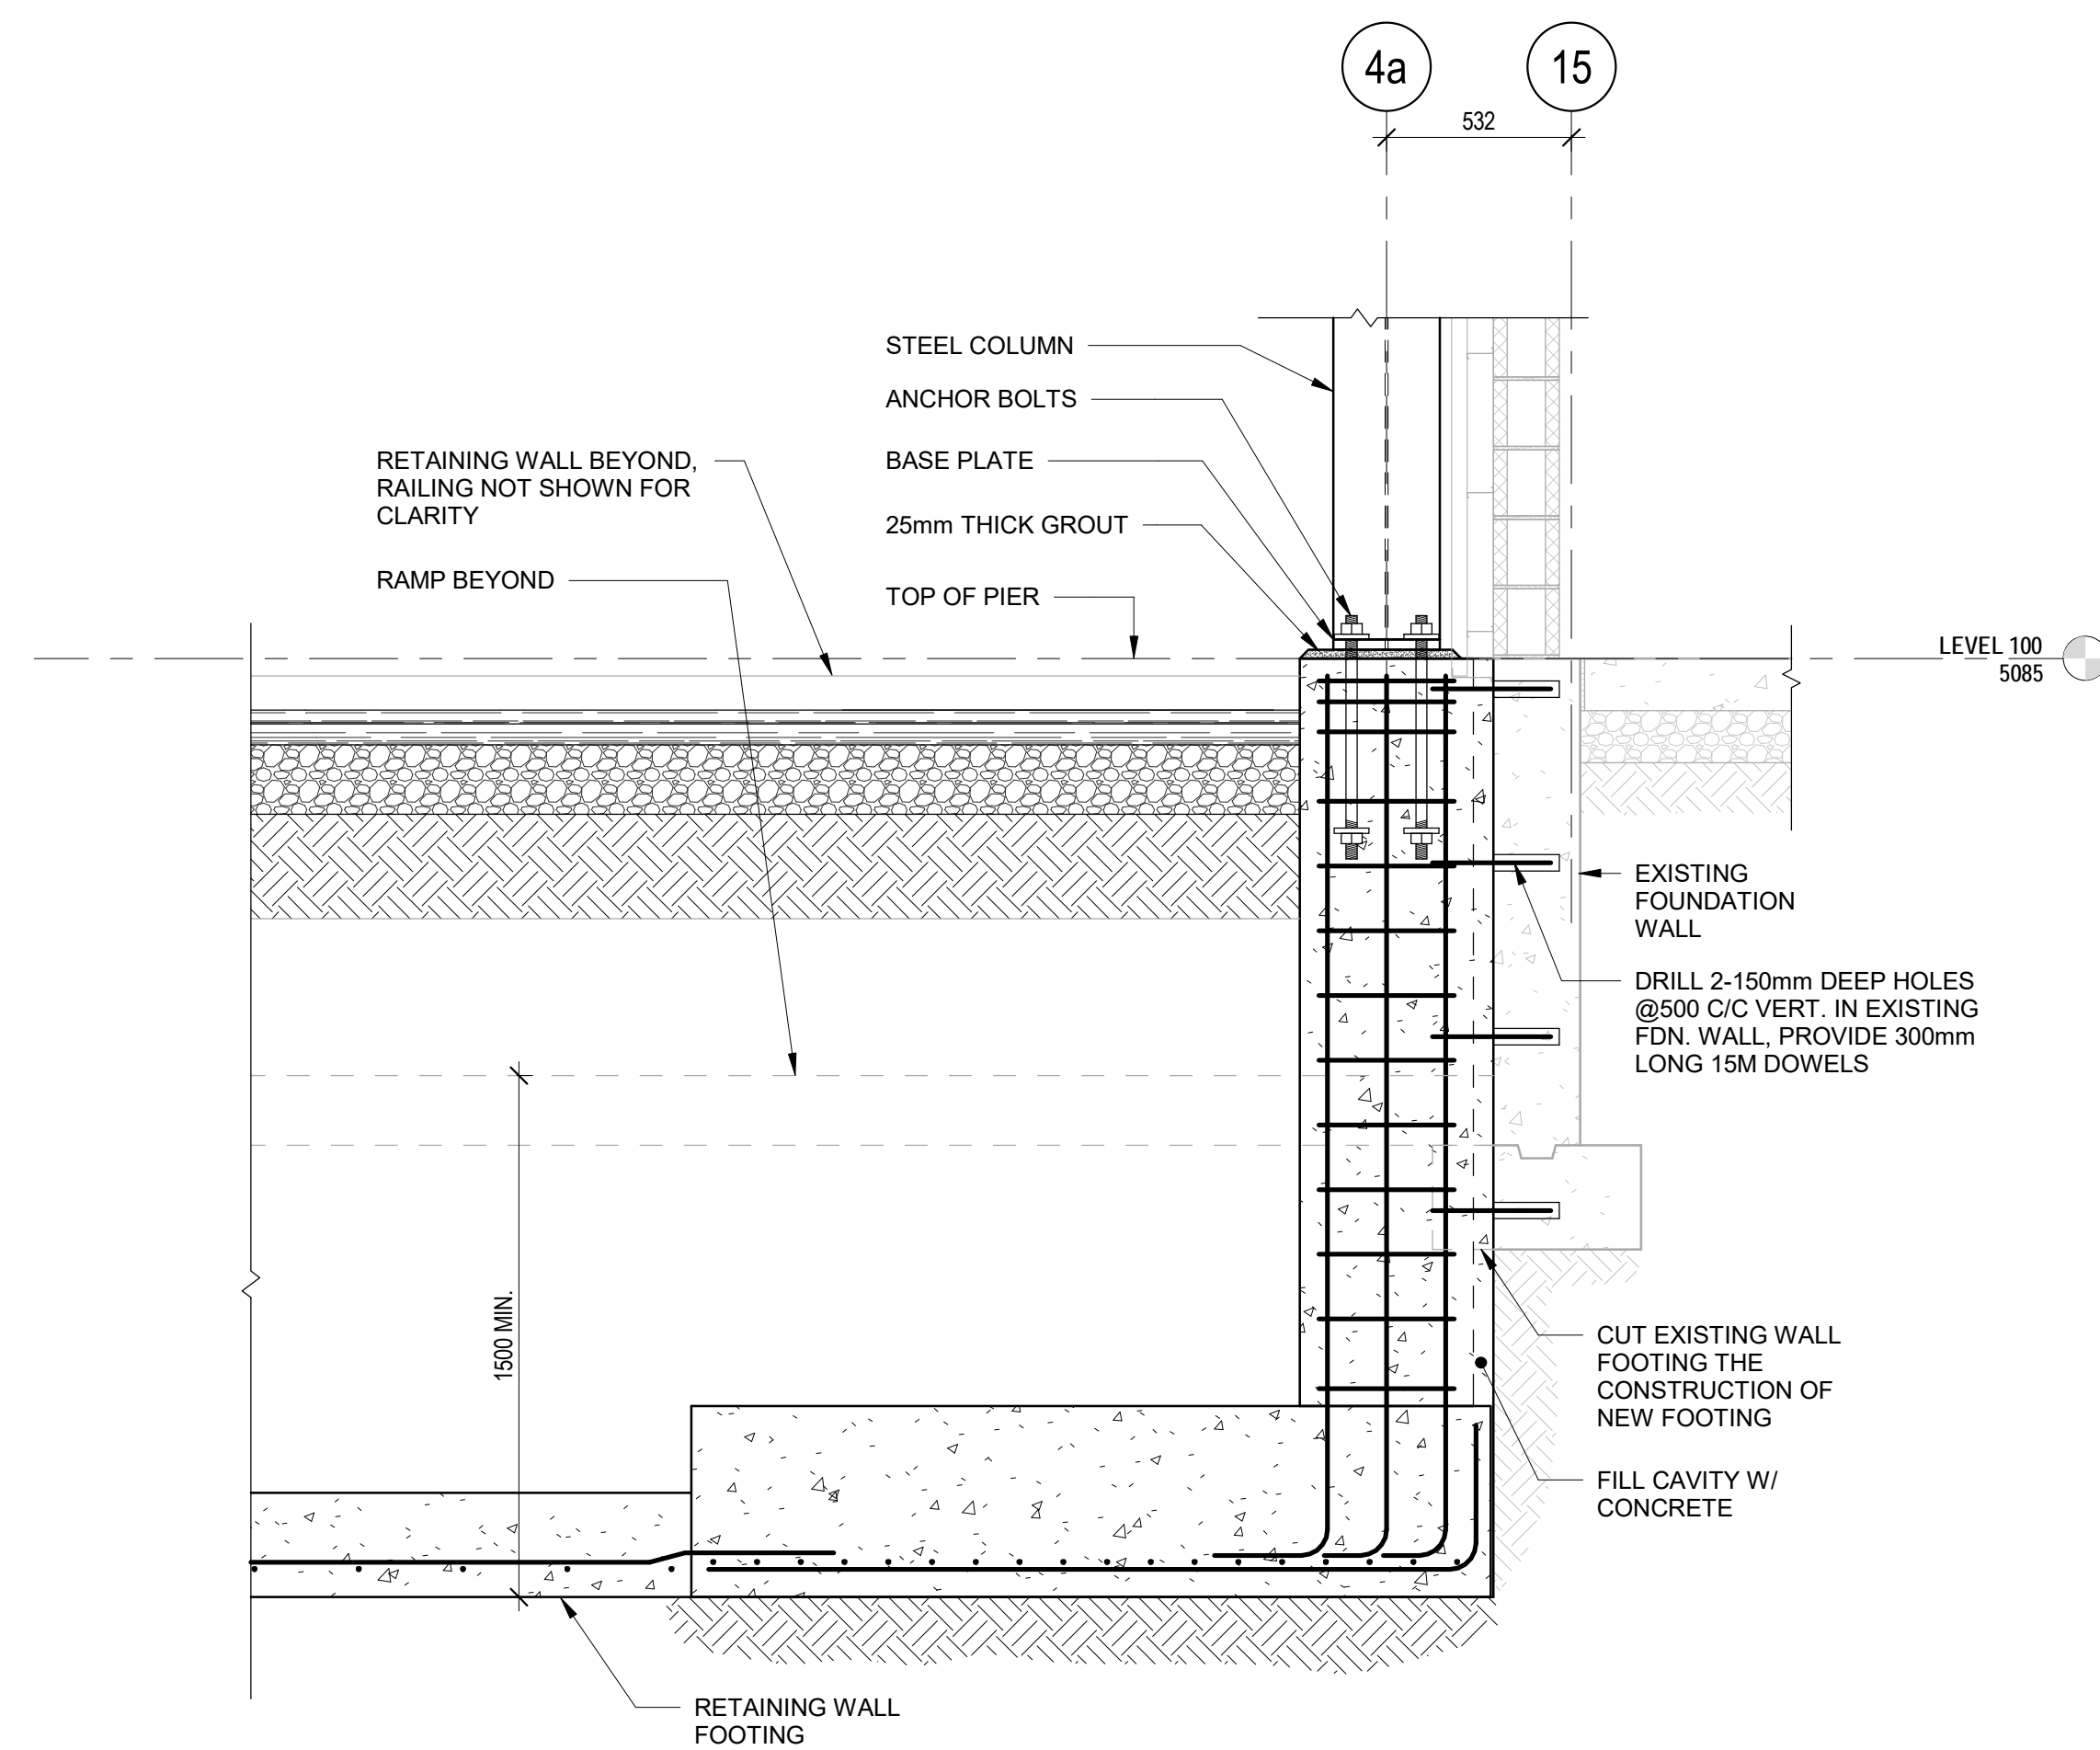 4a
15
532
STEEL COLUMN
ANCHOR BOLTS
RETAINING WALL BEYOND,
RAILING NOT SHOWN FOR
CLARITY
BASE PLATE
25mm THICK GROUT
RAMP BEYOND
TOP OF PIER
LEVEL 100
5085
EXISTING
FOUNDATION
WALL
DRILL 2-150mm DEEP HOLES
@500 C/C VERT. IN EXISTING
FDN. WALL, PROVIDE 300mm
LONG 15M DOWELS
1500 MIN.
CUT EXISTING WALL
FOOTING THE
CONSTRUCTION OF
NEW FOOTING
FILL CAVITY W/
CONCRETE
RETAINING WALL
FOOTING